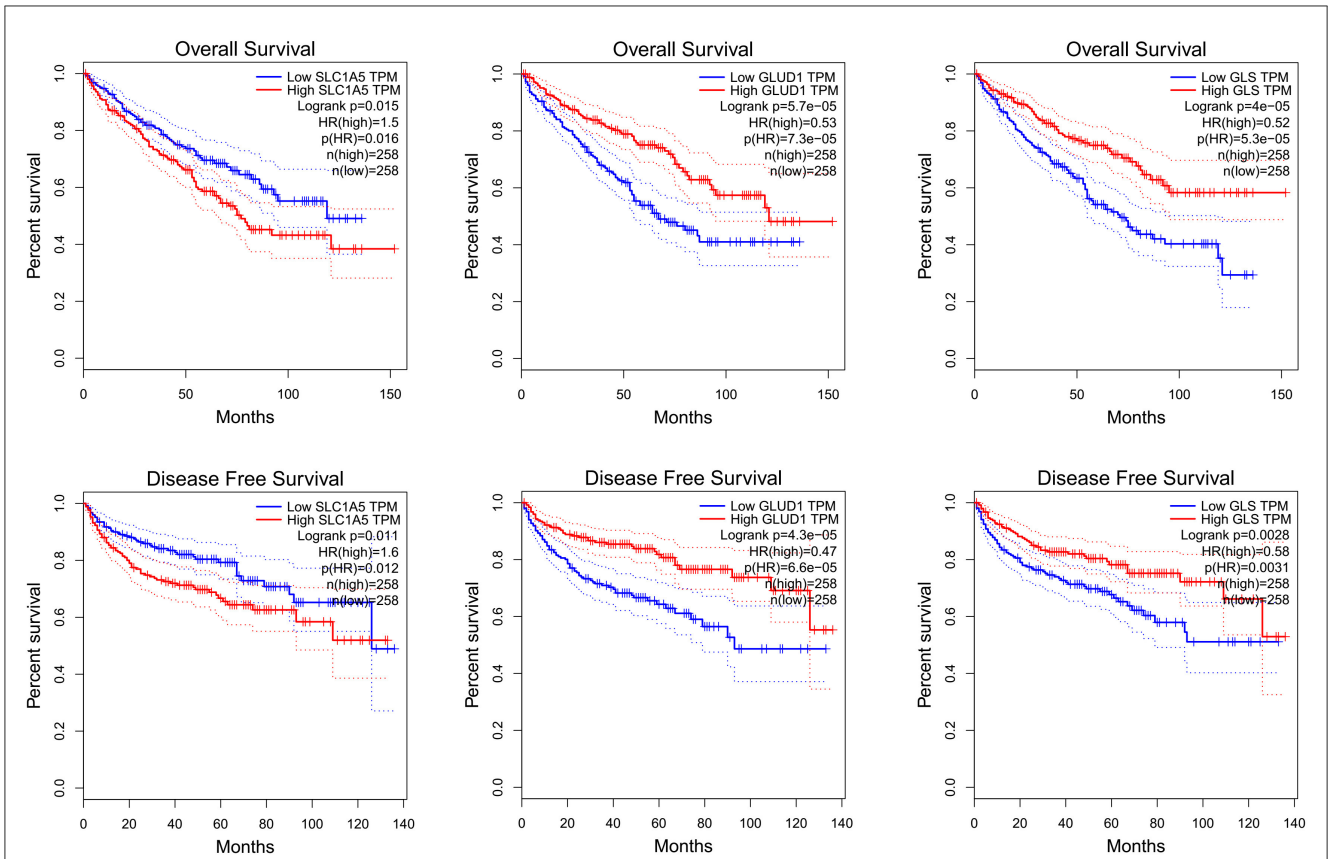 Overall Survival
Percent survival
1.0
0.8
0.6
0.4
0.2
0.0
Low SLC1A5 TPM
High SLC1A5 TPM
Logrank p=0.015
HR(high)=1.5
p(HR)=0.016
n(high)=258
n(low)=258
0 50 100 150
Months
Overall Survival
Percent survival
1.0
0.8
0.6
0.4
0.2
0.0
Low GLUD1 TPM
High GLUD1 TPM
Logrank p=5.7e−05
HR(high)=0.53
p(HR)=7.3e−05
n(high)=258
n(low)=258
0 50 100 150
Months
Overall Survival
Percent survival
1.0
0.8
0.6
0.4
0.2
0.0
Low GLS TPM
High GLS TPM
Logrank p=4e−05
HR(high)=0.52
p(HR)=5.3e−05
n(high)=258
n(low)=258
0 50 100 150
Months
Disease Free Survival
Percent survival
1.0
0.8
0.6
0.4
0.2
0.0
Low SLC1A5 TPM
High SLC1A5 TPM
Logrank p=0.011
HR(high)=1.6
p(HR)=0.012
n(high)=258
n(low)=258
0 20 40 60 80 100 120 140
Months
Disease Free Survival
Percent survival
1.0
0.8
0.6
0.4
0.2
0.0
Low GLUD1 TPM
High GLUD1 TPM
Logrank p=4.3e−05
HR(high)=0.47
p(HR)=6.6e−05
n(high)=258
n(low)=258
0 20 40 60 80 100 120 140
Months
Disease Free Survival
Percent survival
1.0
0.8
0.6
0.4
0.2
0.0
Low GLS TPM
High GLS TPM
Logrank p=0.0028
HR(high)=0.58
p(HR)=0.0031
n(high)=258
n(low)=258
0 20 40 60 80 100 120 140
Months